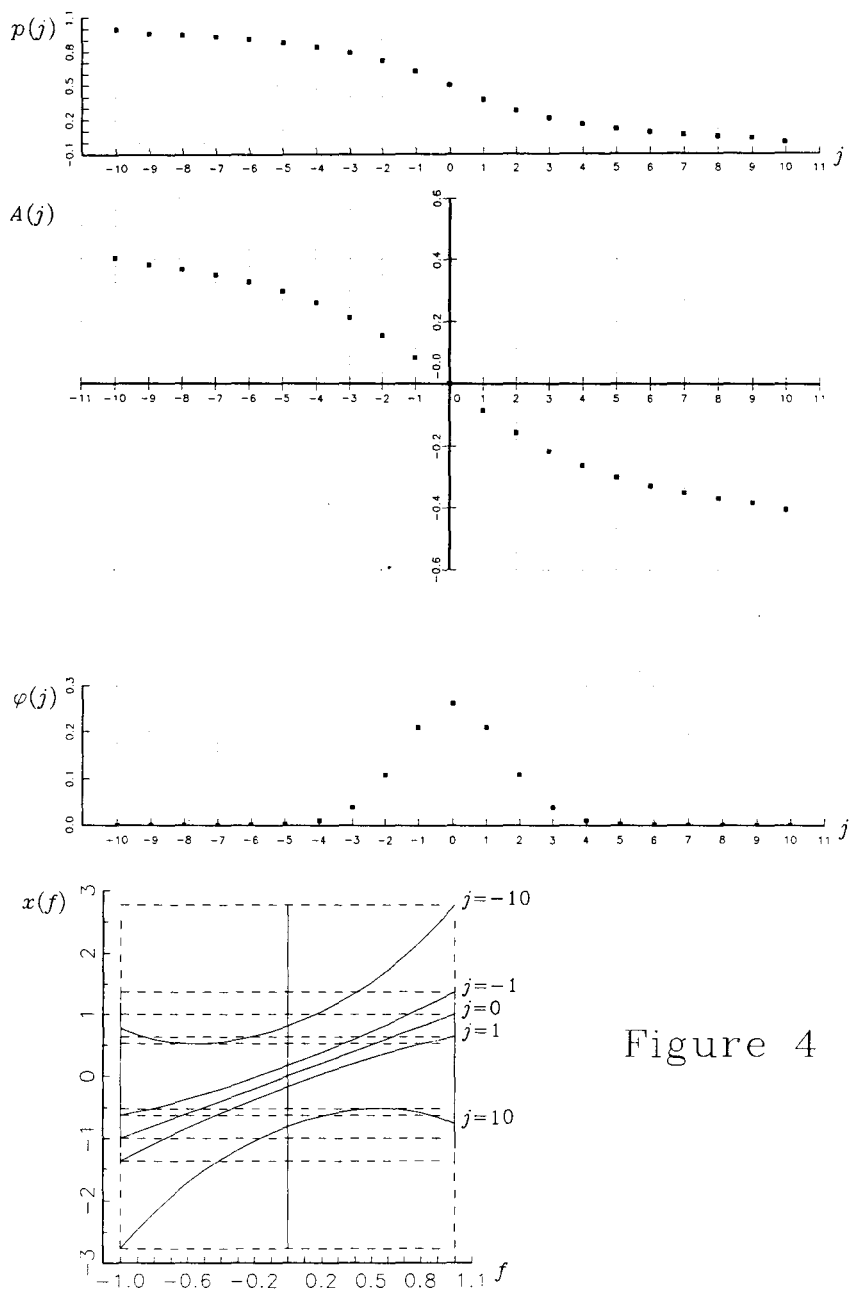 p(j)
1.1
0.8
0.5
0.2
-0.1
-10 -9 -8 -7 -6 -5 -4 -3 -2 -1 0 1 2 3 4 5 6 7 8 9 10 11 j
A(j)
0.6
0.4
0.2
-0.0
-11 -10 -9 -8 -7 -6 -5 -4 -3 -2 -1 0 1 2 3 4 5 6 7 8 9 10 11
-0.2
-0.4
-0.6
φ(j)
0.3
0.2
0.1
0.0
-10 -9 -8 -7 -6 -5 -4 -3 -2 -1 0 1 2 3 4 5 6 7 8 9 10 11 j
x(f)
3
2
1
0
-1
-2
-3
j=-10
j=-1
j=0
j=1
j=10
-1.0 -0.6 -0.2 0.2 0.5 0.8 1.1 f
Figure 4